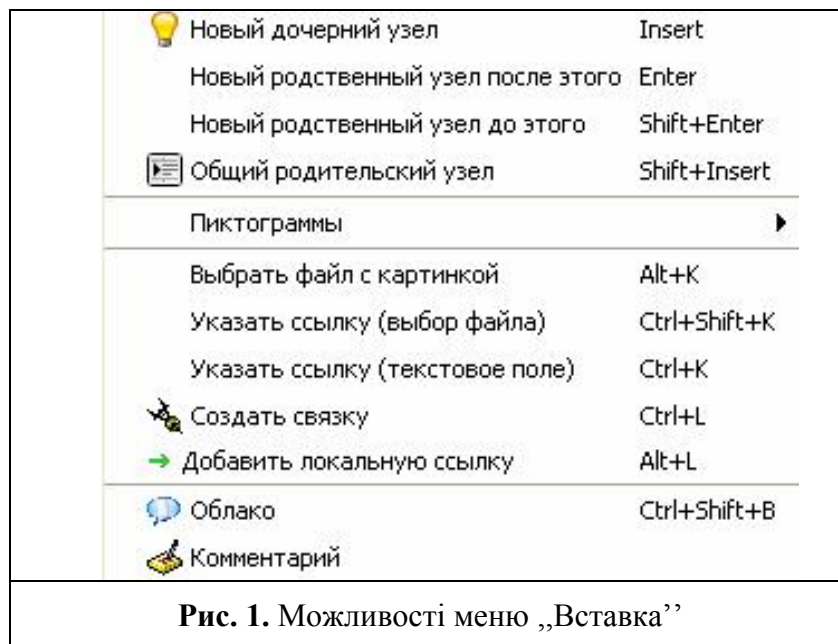 Новый дочерний узел Insert
Новый родственный узел после этого Enter
Новый родственный узел до этого Shift+Enter
Общий родительский узел Shift+Insert
Пиктограммы
Выбрать файл с картинкой Alt+K
Указать ссылку (выбор файла) Ctrl+Shift+K
Указать ссылку (текстовое поле) Ctrl+K
Создать связку Ctrl+L
Добавить локальную ссылку Alt+L
Облако Ctrl+Shift+B
Комментарий
Рис. 1. Можливості меню ,,Вставка’’